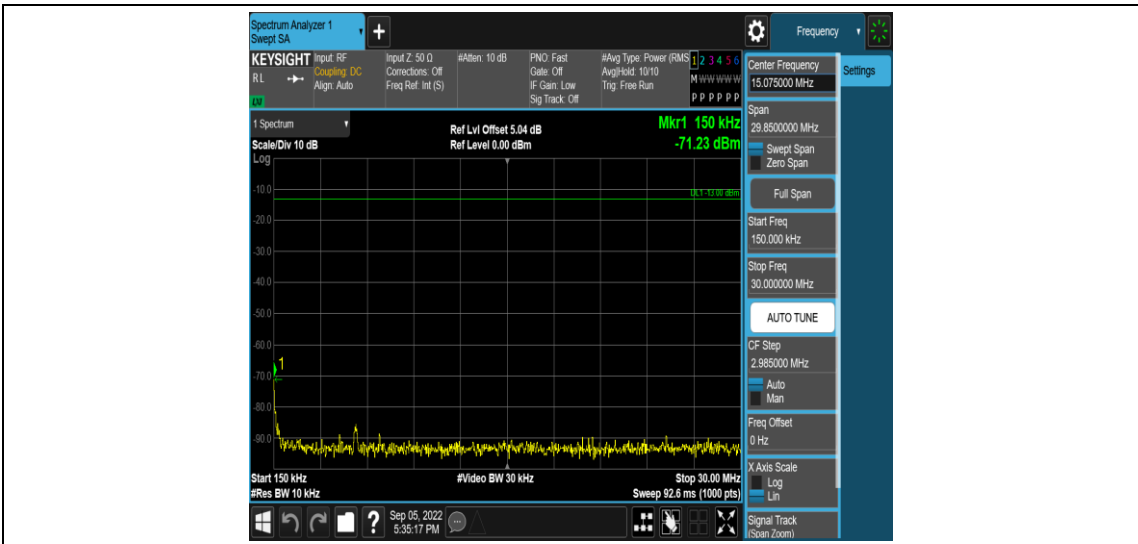 Spectrum Analyzer 1
Swept SA
+
Frequency
KEYSIGHT
RL
LXI
Input: RF
Coupling: DC
Align: Auto
Input Z: 50 Ω
Corrections: Off
Freq Ref: Int (S)
#Atten: 10 dB
PNO: Fast
Gate: Off
IF Gain: Low
Sig Track: Off
#Avg Type: Power (RMS
Avg|Hold: 10/10
Trig: Free Run
1 2 3 4 5 6
M W W W W W
P P P P P P
Center Frequency
15.075000 MHz
Settings
Span
29.8500000 MHz
Swept Span
Zero Span
Full Span
Start Freq
150.000 kHz
Stop Freq
30.000000 MHz
AUTO TUNE
CF Step
2.985000 MHz
Auto
Man
Freq Offset
0 Hz
X Axis Scale
Log
Lin
Signal Track
(Span Zoom)
1 Spectrum
Scale/Div 10 dB
Log
Ref Lvl Offset 5.04 dB
Ref Level 0.00 dBm
Mkr1 150 kHz
-71.23 dBm
DL1 -13.00 dBm
-10.0
-20.0
-30.0
-40.0
-50.0
-60.0
1
-70.0
-80.0
-90.0
Start 150 kHz
#Video BW 30 kHz
Stop 30.00 MHz
#Res BW 10 kHz
Sweep 92.6 ms (1000 pts)
?
Sep 05, 2022
5:35:17 PM